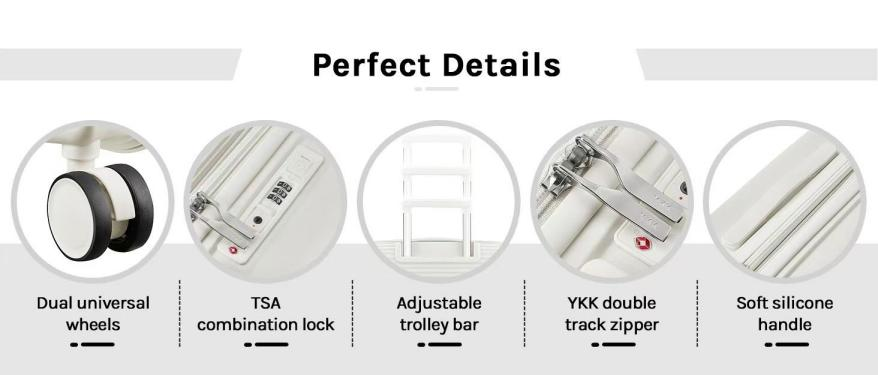 Perfect Details
Dual universal
wheels
TSA
combination lock
Adjustable
trolley bar
YKK double
track zipper
Soft silicone
handle